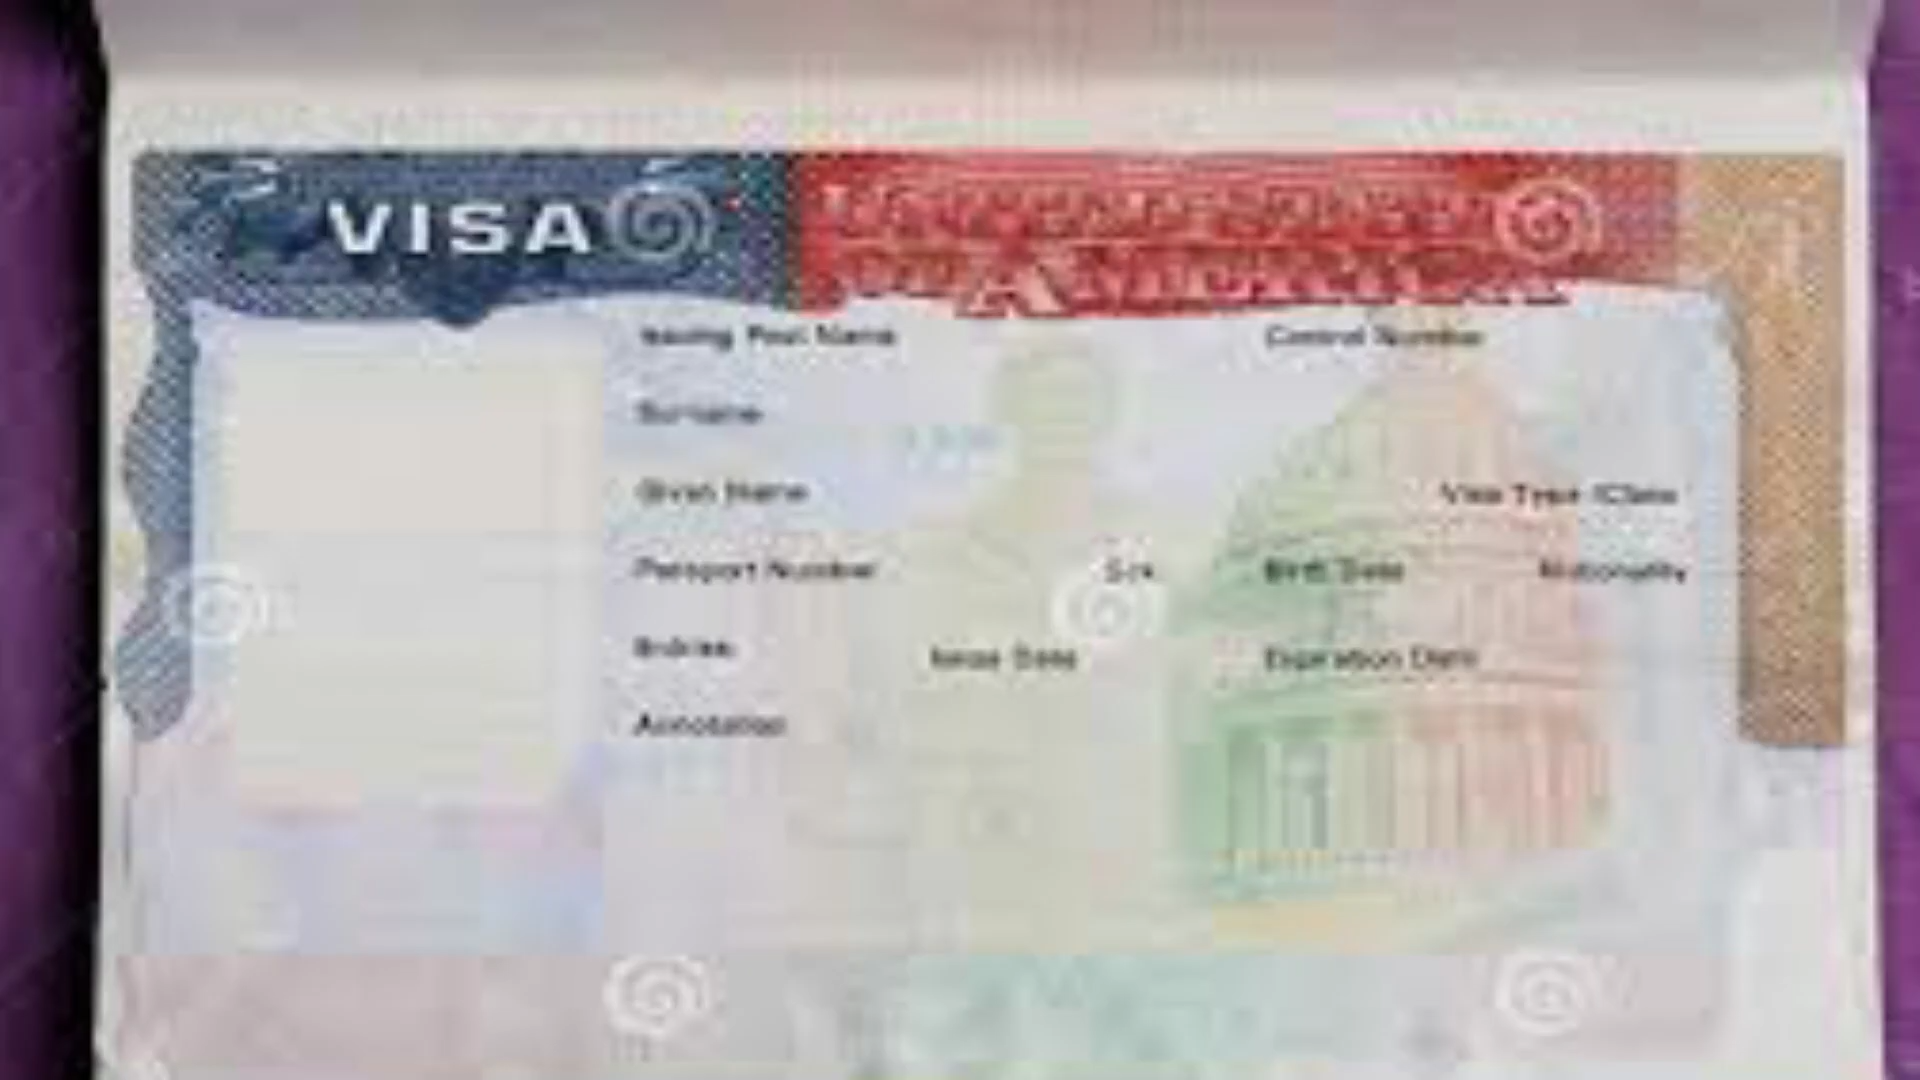 VISA
Issuing Post Name Control Number
Surname
Given Name Visa Type /Class
Passport Number Sex Birth Date Nationality
Entries Issue Date Expiration Date
Annotation